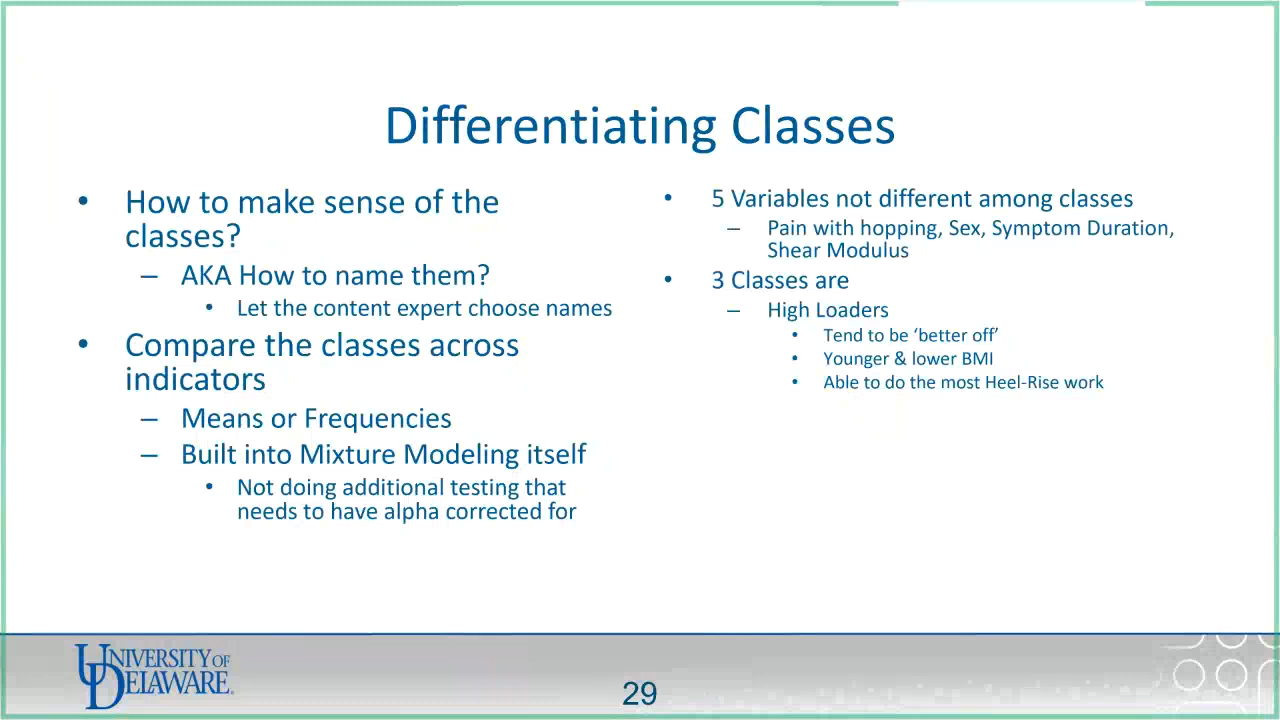 Differentiating Classes
• How to make sense of the
classes?
– AKA How to name them?
• Let the content expert choose names
• Compare the classes across
indicators
– Means or Frequencies
– Built into Mixture Modeling itself
• Not doing additional testing that
needs to have alpha corrected for
• 5 Variables not different among classes
– Pain with hopping, Sex, Symptom Duration,
Shear Modulus
• 3 Classes are
– High Loaders
• Tend to be ‘better off’
• Younger & lower BMI
• Able to do the most Heel-Rise work
UNIVERSITY OF
DELAWARE
29